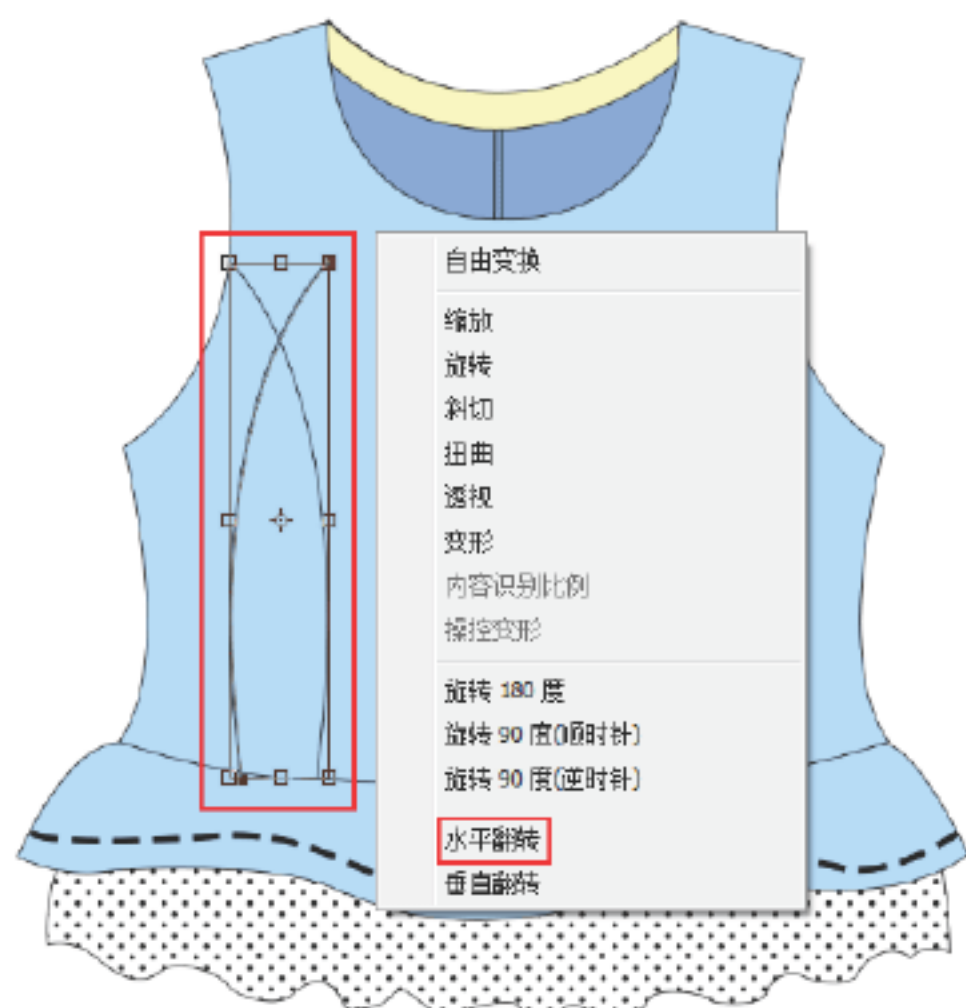 自由变换
缩放
旋转
斜切
扭曲
透视
变形
内容识别比例
操控变形
旋转 180 度
旋转 90 度(顺时针)
旋转 90 度(逆时针)
水平翻转
垂直翻转